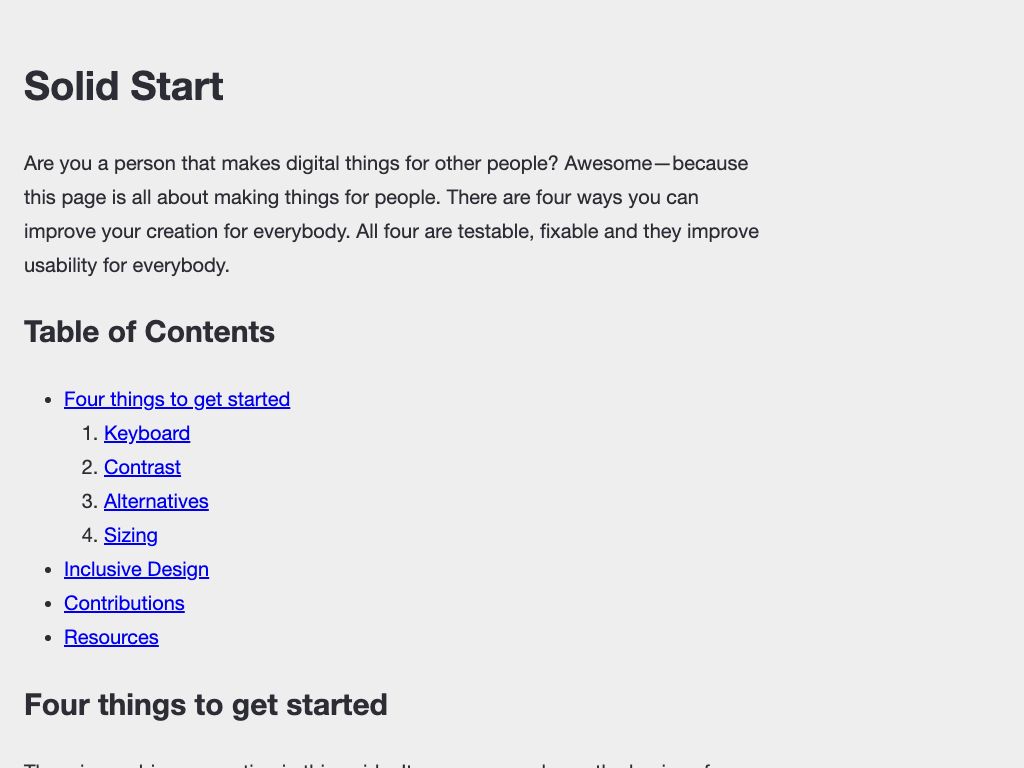 Solid Start
Are you a person that makes digital things for other people? Awesome—because
this page is all about making things for people. There are four ways you can
improve your creation for everybody. All four are testable, fixable and they improve
usability for everybody.
Table of Contents
• Four things to get started
1. Keyboard
2. Contrast
3. Alternatives
4. Sizing
• Inclusive Design
• Contributions
• Resources
Four things to get started